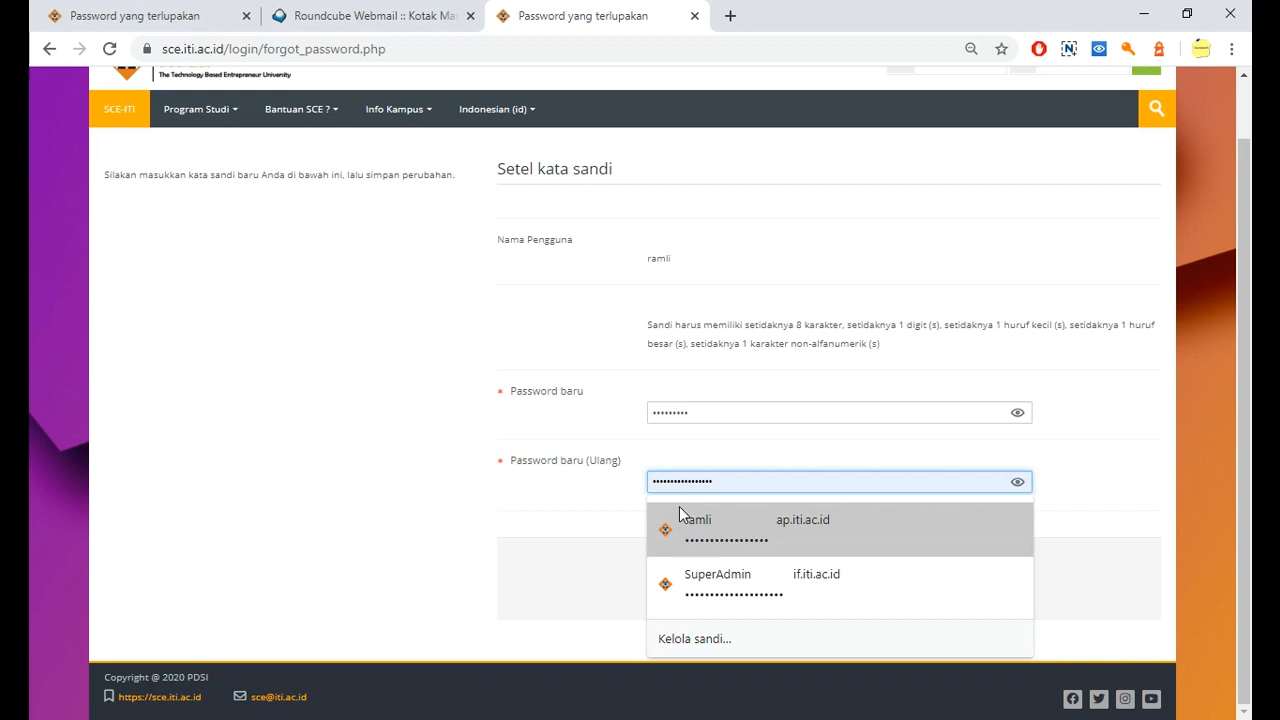 Password yang terlupakan
Roundcube Webmail :: Kotak Mas
Password yang terlupakan
sce.iti.ac.id/login/forgot_password.php
The Technology Based Entrepreneur University
SCE-ITI
Program Studi
Bantuan SCE ?
Info Kampus
Indonesian (id)
Silakan masukkan kata sandi baru Anda di bawah ini, lalu simpan perubahan.
Setel kata sandi
Nama Pengguna
ramli
Sandi harus memiliki setidaknya 8 karakter, setidaknya 1 digit (s), setidaknya 1 huruf kecil (s), setidaknya 1 huruf
besar (s), setidaknya 1 karakter non-alfanumerik (s)
* Password baru
•••••••••
* Password baru (Ulang)
•••••••••••••••••
ramli ap.iti.ac.id
•••••••••••••••••
SuperAdmin if.iti.ac.id
••••••••••••••••••••
Kelola sandi...
Copyright @ 2020 PDSI
https://sce.iti.ac.id
sce@iti.ac.id